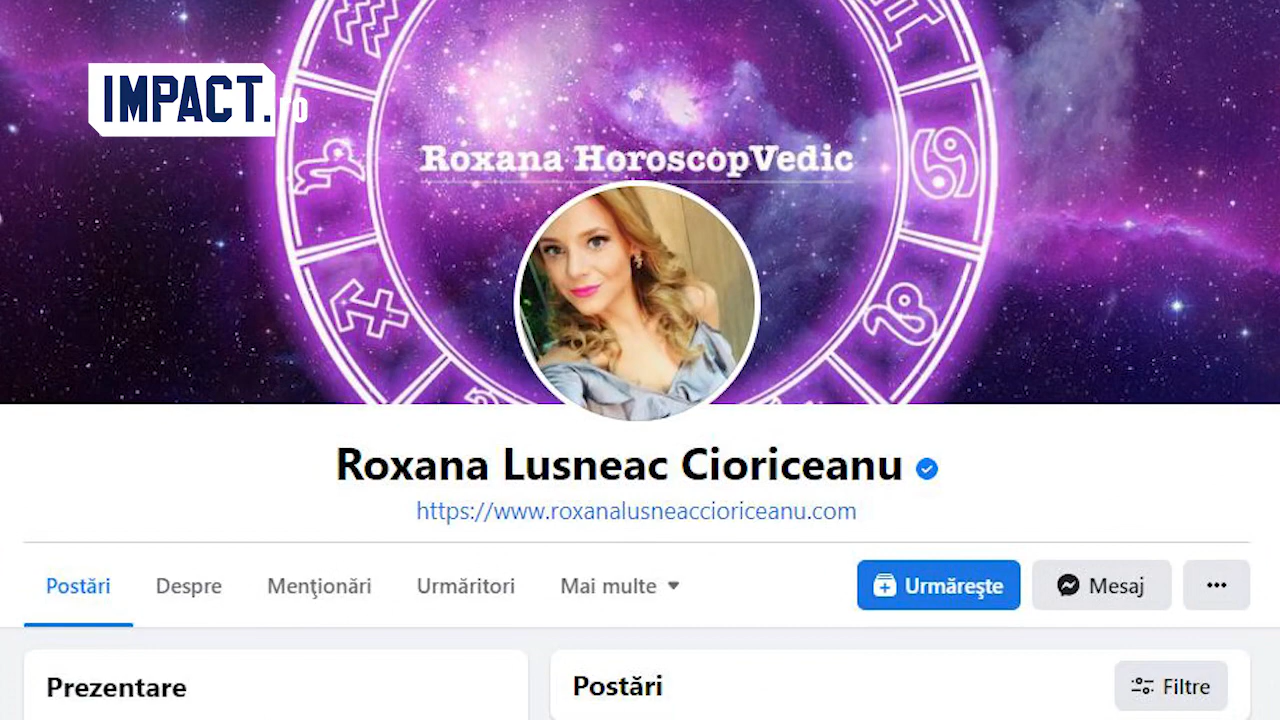 IMPACT.ro
Roxana HoroscopVedic
Roxana Lusneac Cioriceanu
https://www.roxanalusneaccioriceanu.com
Postări Despre Menţionări Urmăritori Mai multe Urmăreşte Mesaj
Prezentare
Postări Filtre